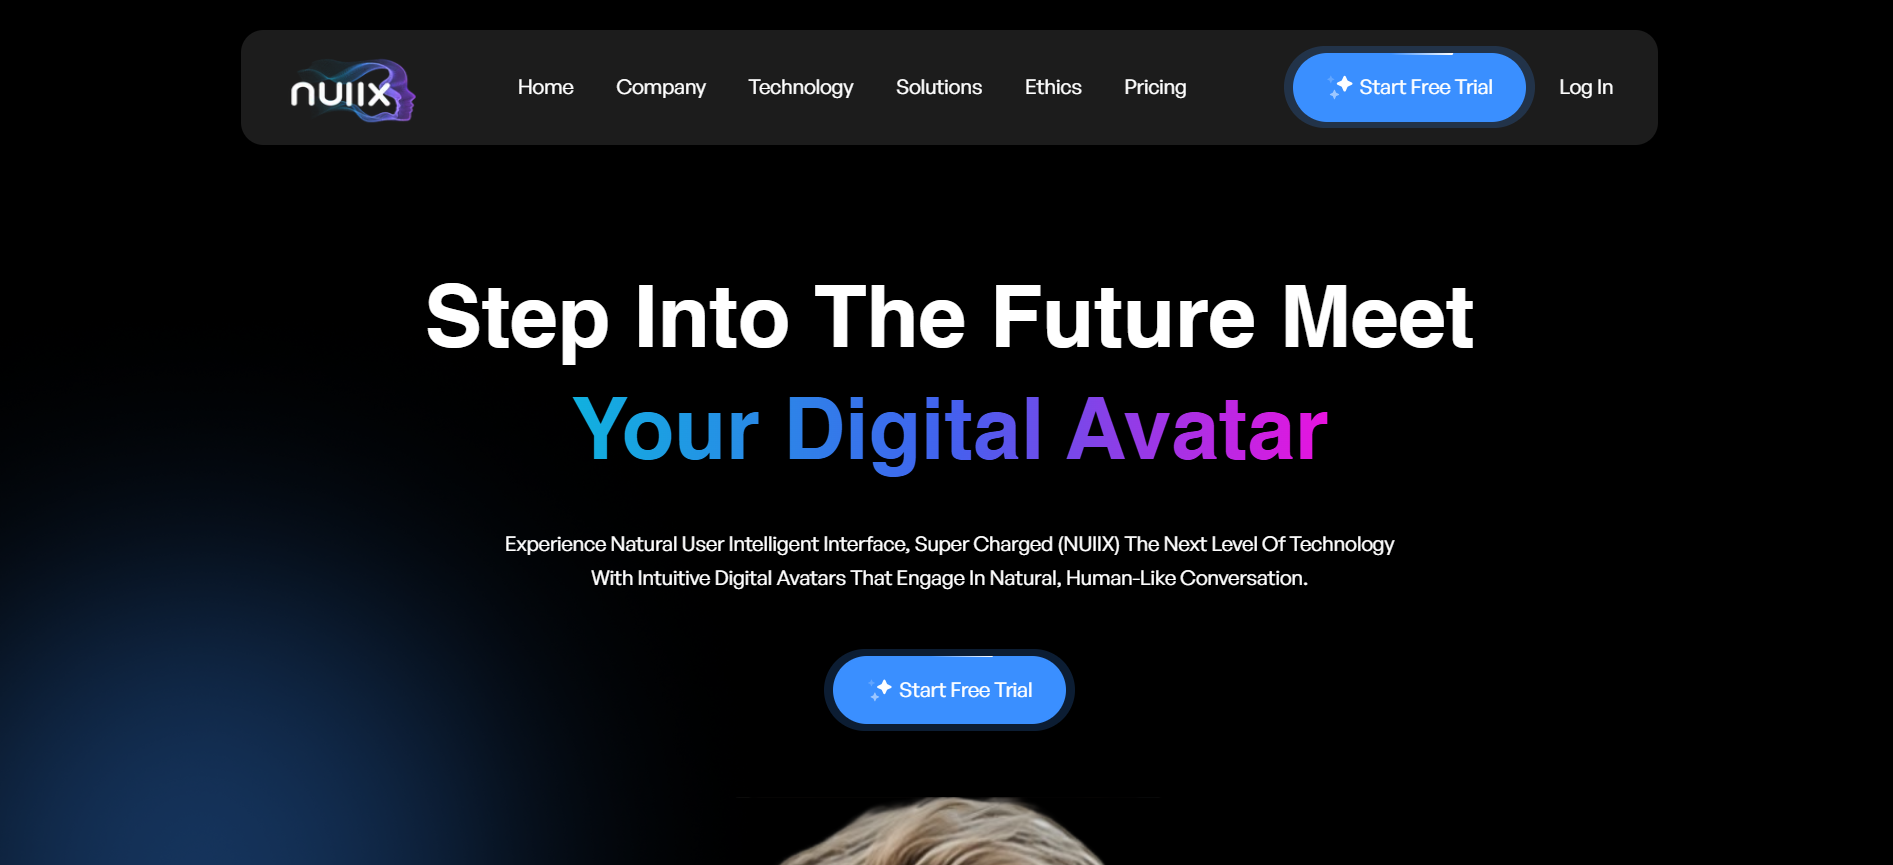 nuiix
Home
Company
Technology
Solutions
Ethics
Pricing
Start Free Trial
Log In
Step Into The Future Meet
Your Digital Avatar
Experience Natural User Intelligent Interface, Super Charged (NUIIX) The Next Level Of Technology
With Intuitive Digital Avatars That Engage In Natural, Human-Like Conversation.
Start Free Trial